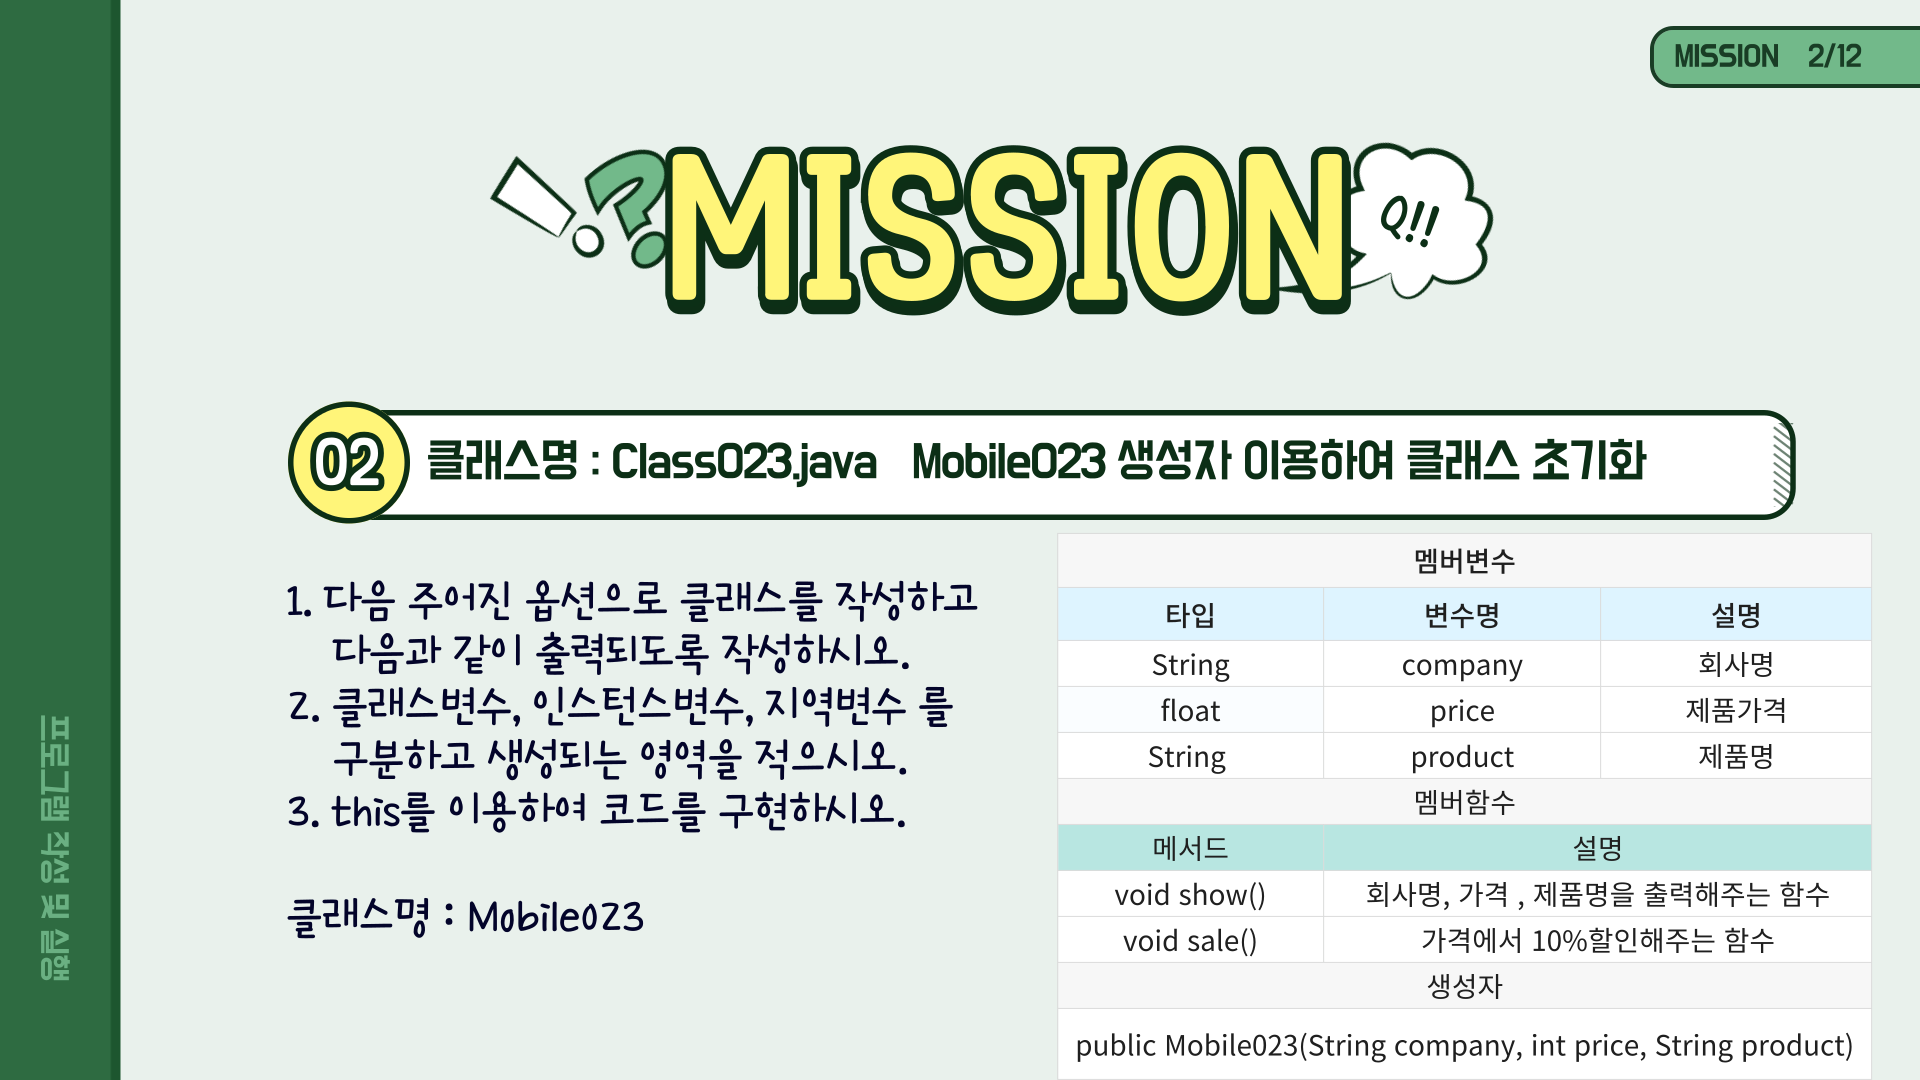 MISSION 2/12
MISSION
Q!!
02 클래스명 : Class023.java Mobile023 생성자 이용하여 클래스 초기화
1. 다음 주어진 옵션으로 클래스를 작성하고
다음과 같이 출력되도록 작성하시오.
2. 클래스변수, 인스턴스변수, 지역변수 를
구분하고 생성되는 영역을 적으시오.
3. this를 이용하여 코드를 구현하시오.
클래스명 : Mobile023
멤버변수
타입 변수명 설명
String company 회사명
float price 제품가격
String product 제품명
멤버함수
메서드 설명
void show() 회사명, 가격 , 제품명을 출력해주는 함수
void sale() 가격에서 10%할인해주는 함수
생성자
public Mobile023(String company, int price, String product)
프로그램 작성 및 실행